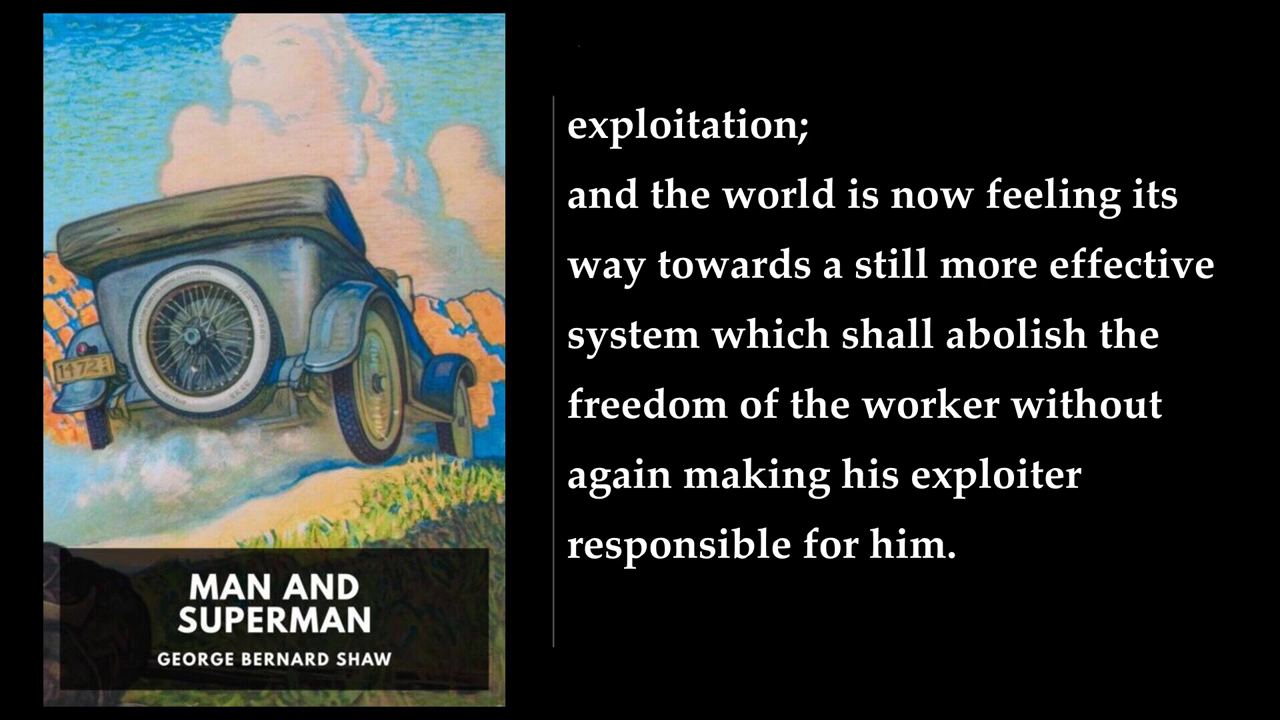 exploitation;
and the world is now feeling its
way towards a still more effective
system which shall abolish the
freedom of the worker without
again making his exploiter
responsible for him.
1472
MAN AND
SUPERMAN
GEORGE BERNARD SHAW